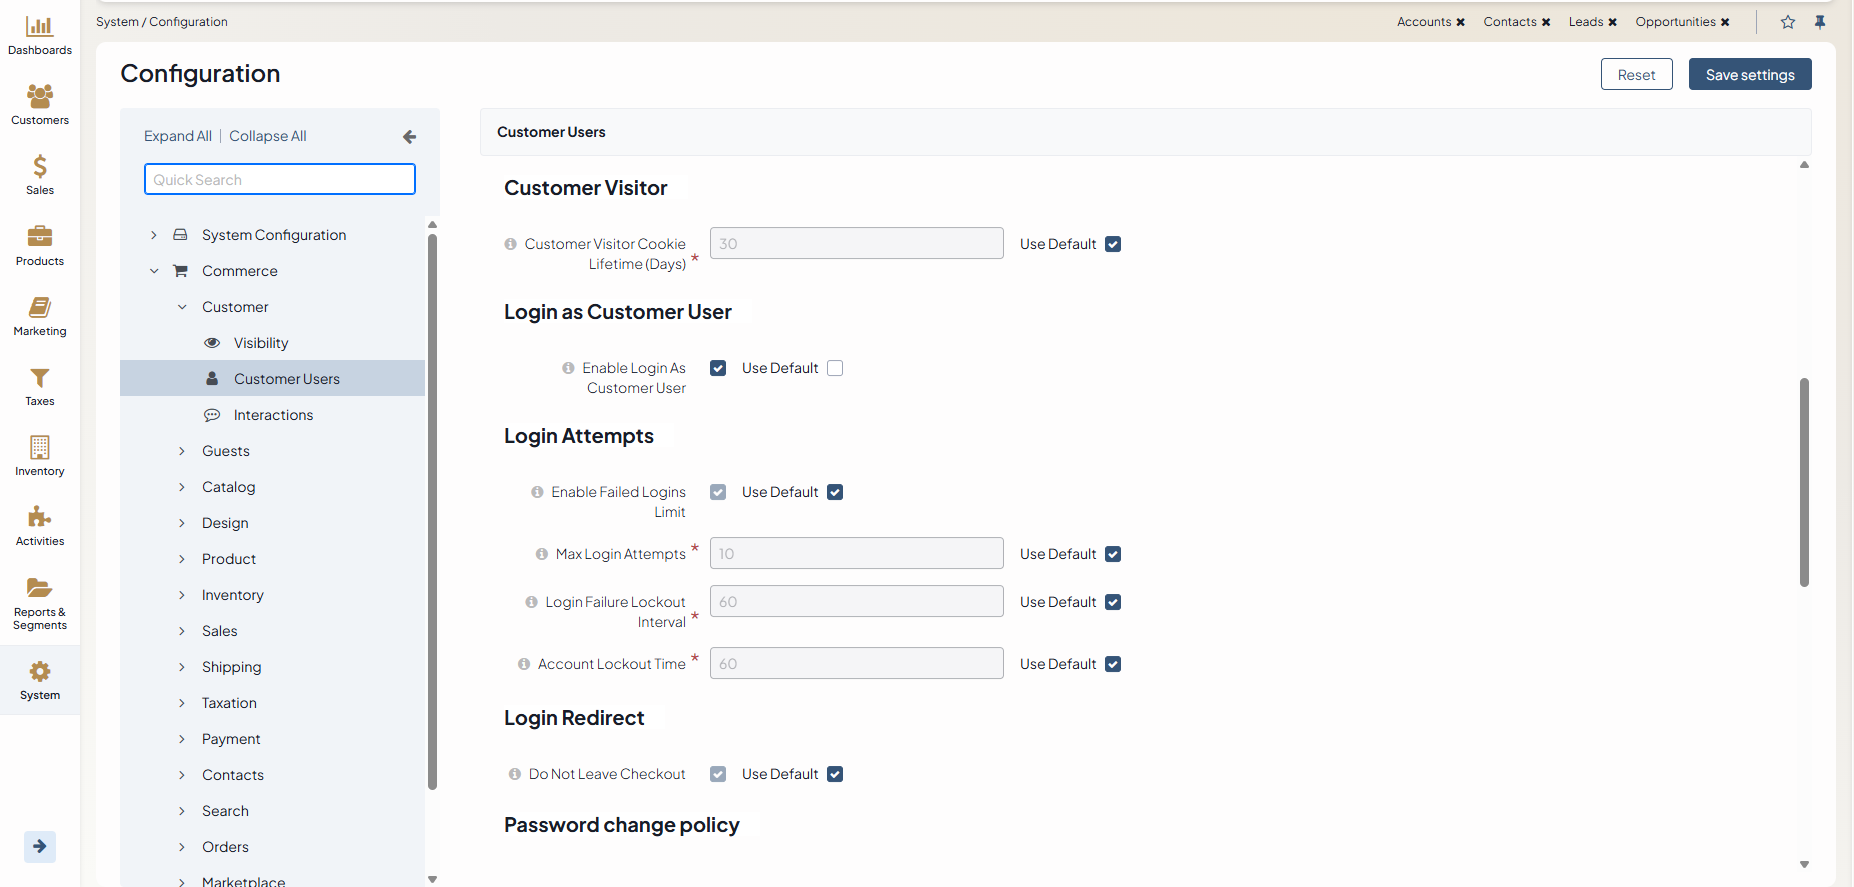 System / Configuration
Accounts ✖ Contacts ✖ Leads ✖ Opportunities ✖
Dashboards
Customers
Sales
Products
Marketing
Taxes
Inventory
Activities
Reports &
Segments
System
Configuration
Reset
Save settings
Expand All | Collapse All
Quick Search
System Configuration
Commerce
Customer
Visibility
Customer Users
Interactions
Guests
Catalog
Design
Product
Inventory
Sales
Shipping
Taxation
Payment
Contacts
Search
Orders
Marketplace
Customer Users
Customer Visitor
Customer Visitor Cookie
Lifetime (Days) *
30
Use Default
Login as Customer User
Enable Login As
Customer User
Use Default
Login Attempts
Enable Failed Logins
Limit
Use Default
Max Login Attempts *
10
Use Default
Login Failure Lockout
Interval *
60
Use Default
Account Lockout Time *
60
Use Default
Login Redirect
Do Not Leave Checkout
Use Default
Password change policy